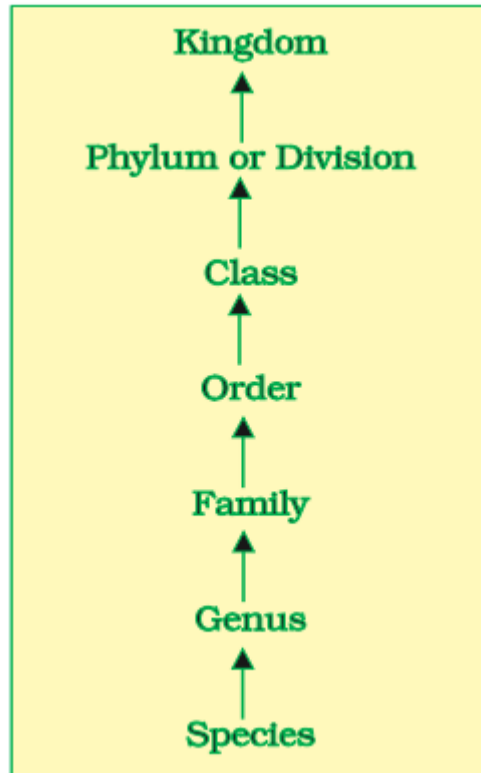 Kingdom
Phylum or Division
Class
Order
Family
Genus
Species